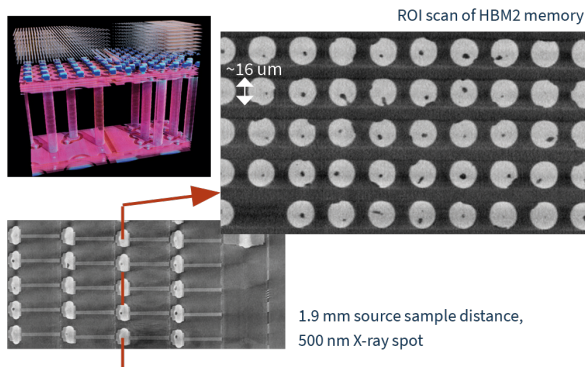 ROI scan of HBM2 memory
~16 um
1.9 mm source sample distance,
500 nm X-ray spot